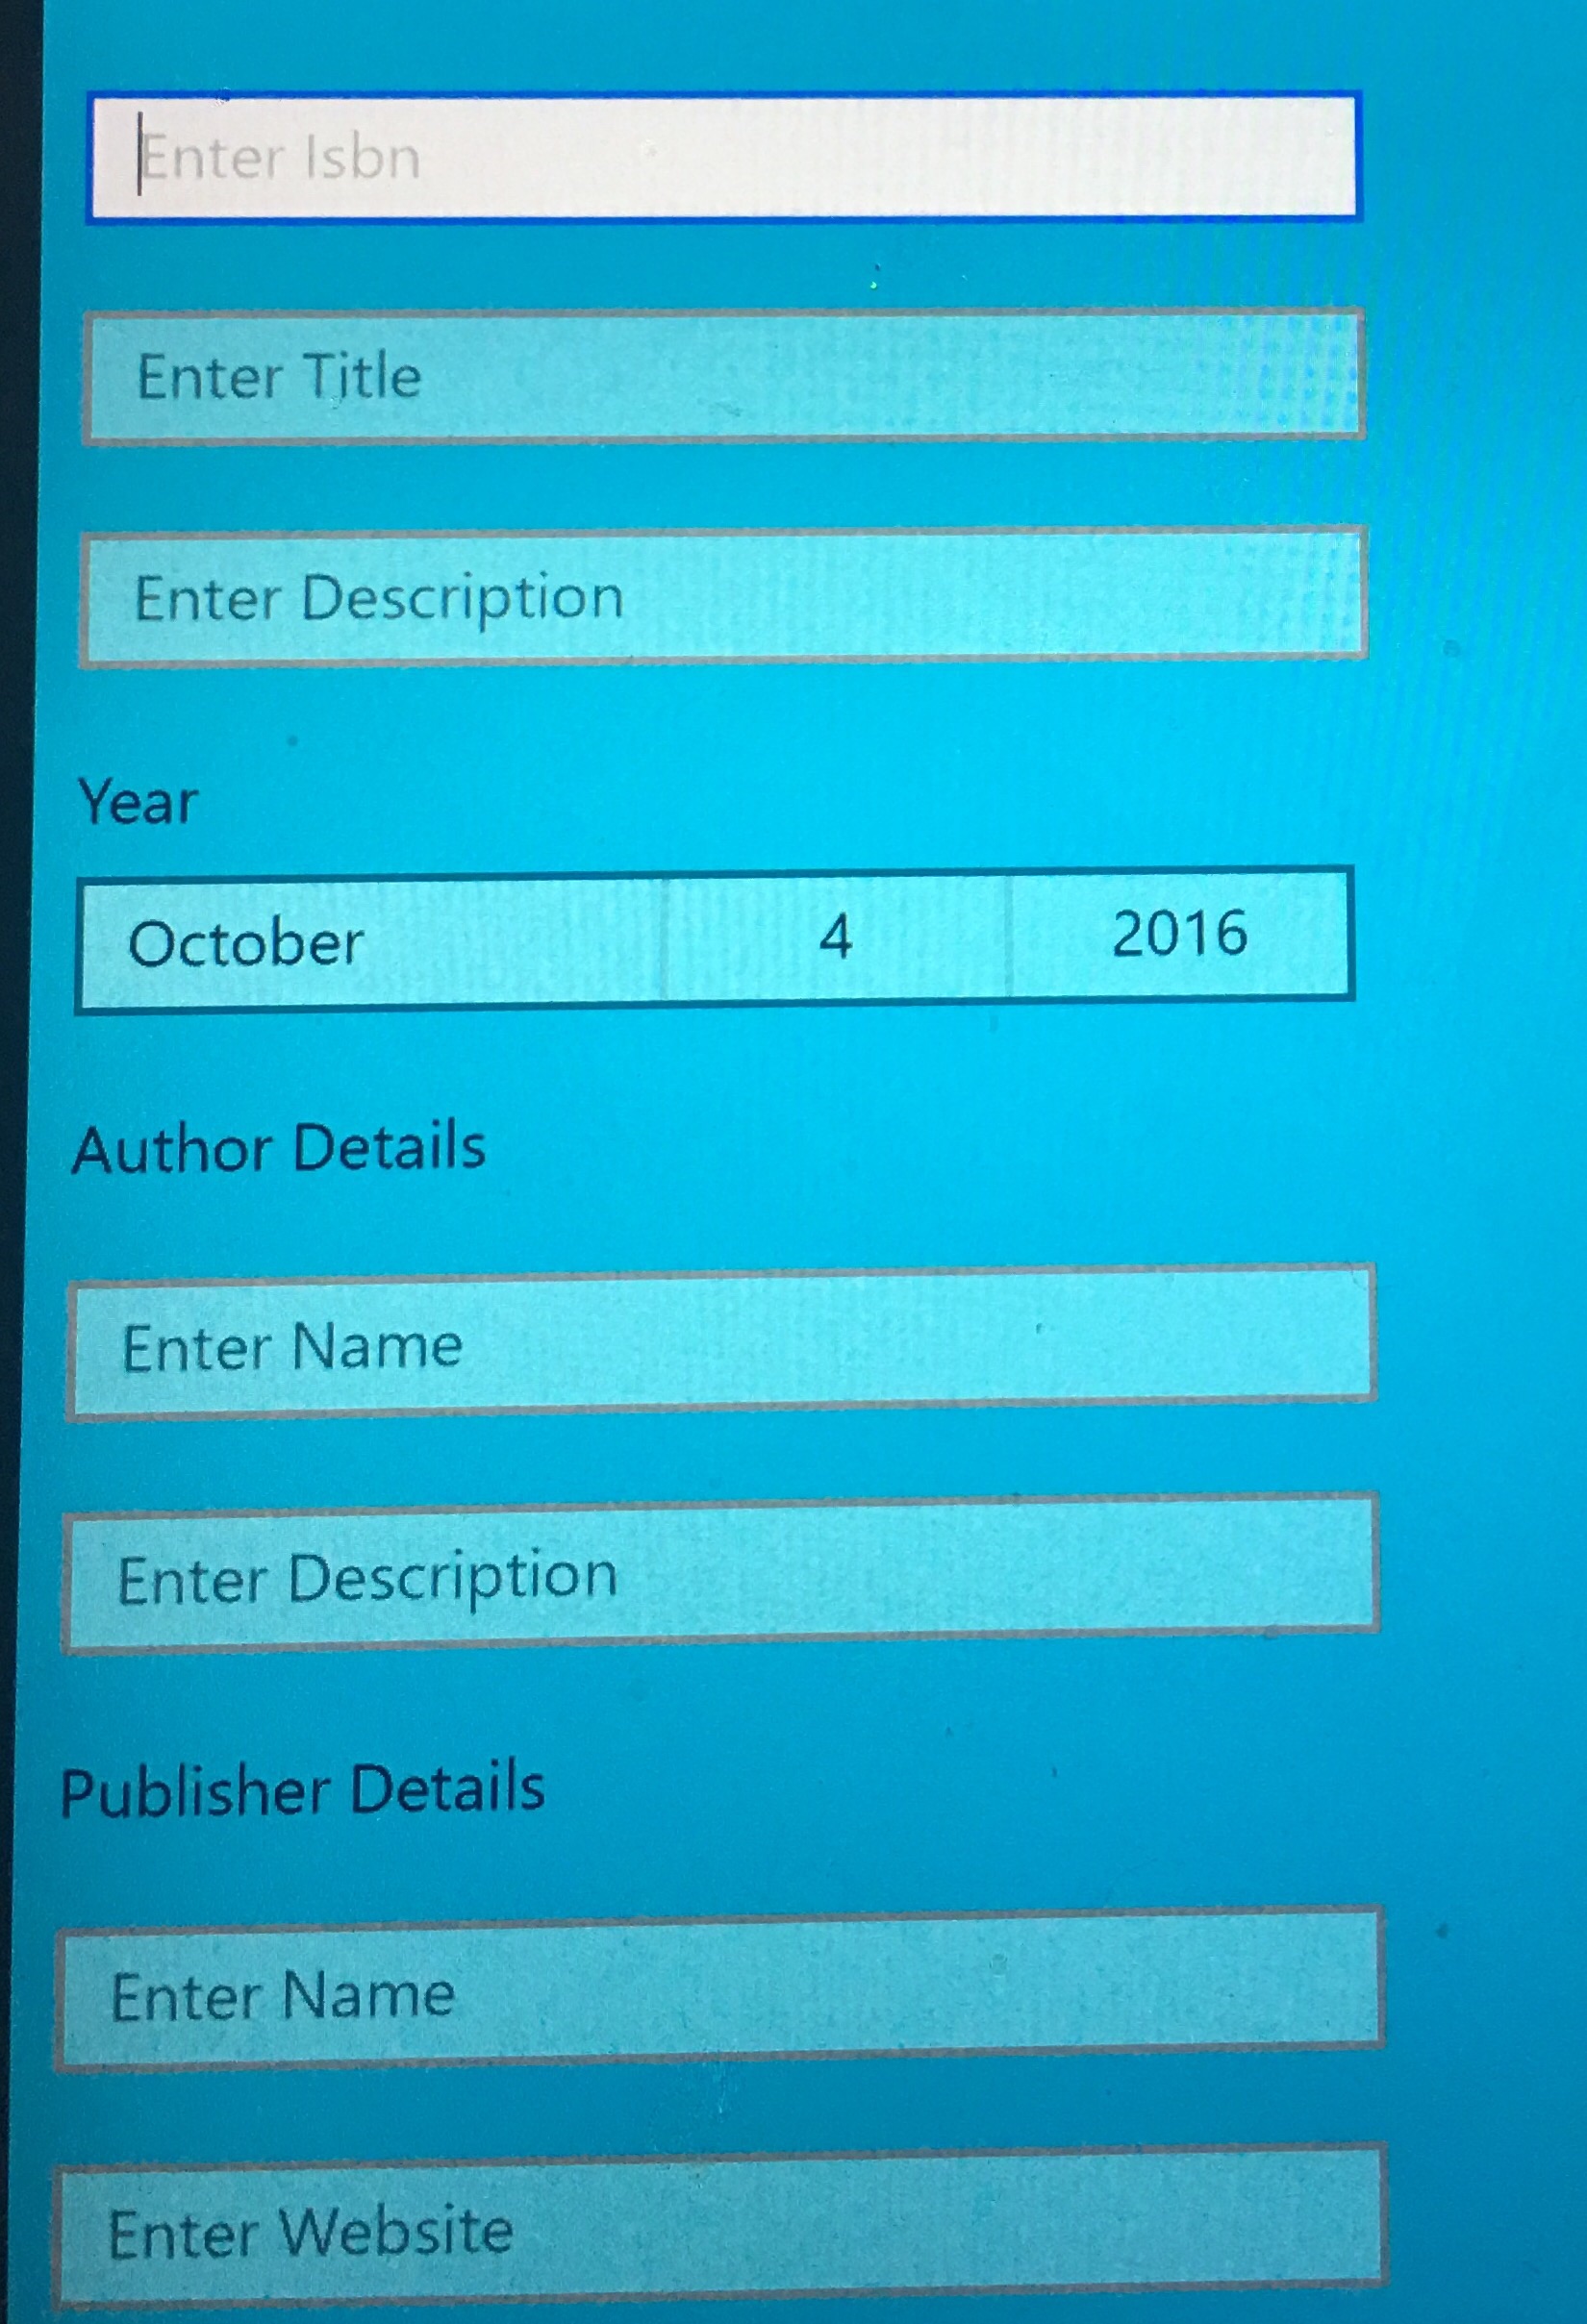 Enter Isbn
Enter Title
Enter Description
Year
October 4 2016
Author Details
Enter Name
Enter Description
Publisher Details
Enter Name
Enter Website